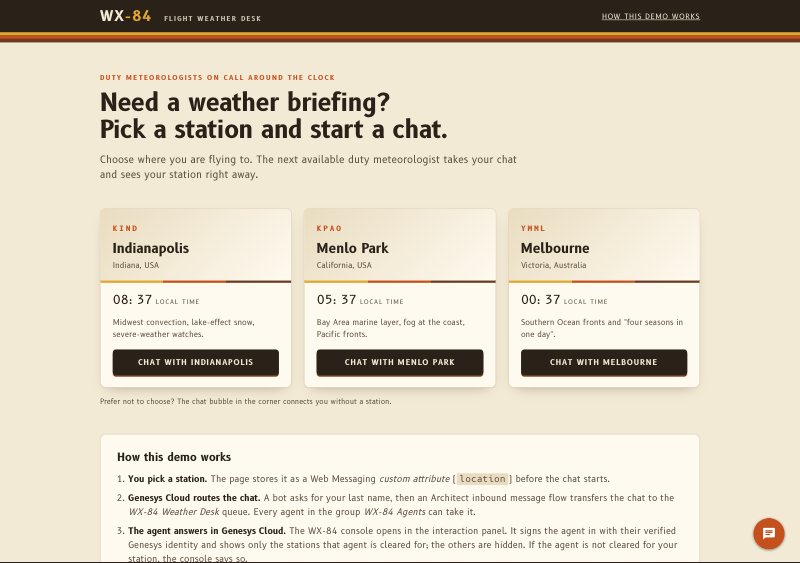 WX-84 FLIGHT WEATHER DESK HOW THIS DEMO WORKS
DUTY METEOROLOGISTS ON CALL AROUND THE CLOCK
Need a weather briefing?
Pick a station and start a chat.
Choose where you are flying to. The next available duty meteorologist takes your chat
and sees your station right away.
KIND
Indianapolis
Indiana, USA
08: 37 LOCAL TIME
Midwest convection, lake-effect snow,
severe-weather watches.
CHAT WITH INDIANAPOLIS
KPAO
Menlo Park
California, USA
05: 37 LOCAL TIME
Bay Area marine layer, fog at the coast,
Pacific fronts.
CHAT WITH MENLO PARK
YMML
Melbourne
Victoria, Australia
00: 37 LOCAL TIME
Southern Ocean fronts and "four seasons in
one day".
CHAT WITH MELBOURNE
Prefer not to choose? The chat bubble in the corner connects you without a station.
How this demo works
1. You pick a station. The page stores it as a Web Messaging custom attribute (location) before the chat starts.
2. Genesys Cloud routes the chat. A bot asks for your last name, then an Architect inbound message flow transfers the chat to the
WX-84 Weather Desk queue. Every agent in the group WX-84 Agents can take it.
3. The agent answers in Genesys Cloud. The WX-84 console opens in the interaction panel. It signs the agent in with their verified
Genesys identity and shows only the stations that agent is cleared for; the others are hidden. If the agent is not cleared for your
station, the console says so.